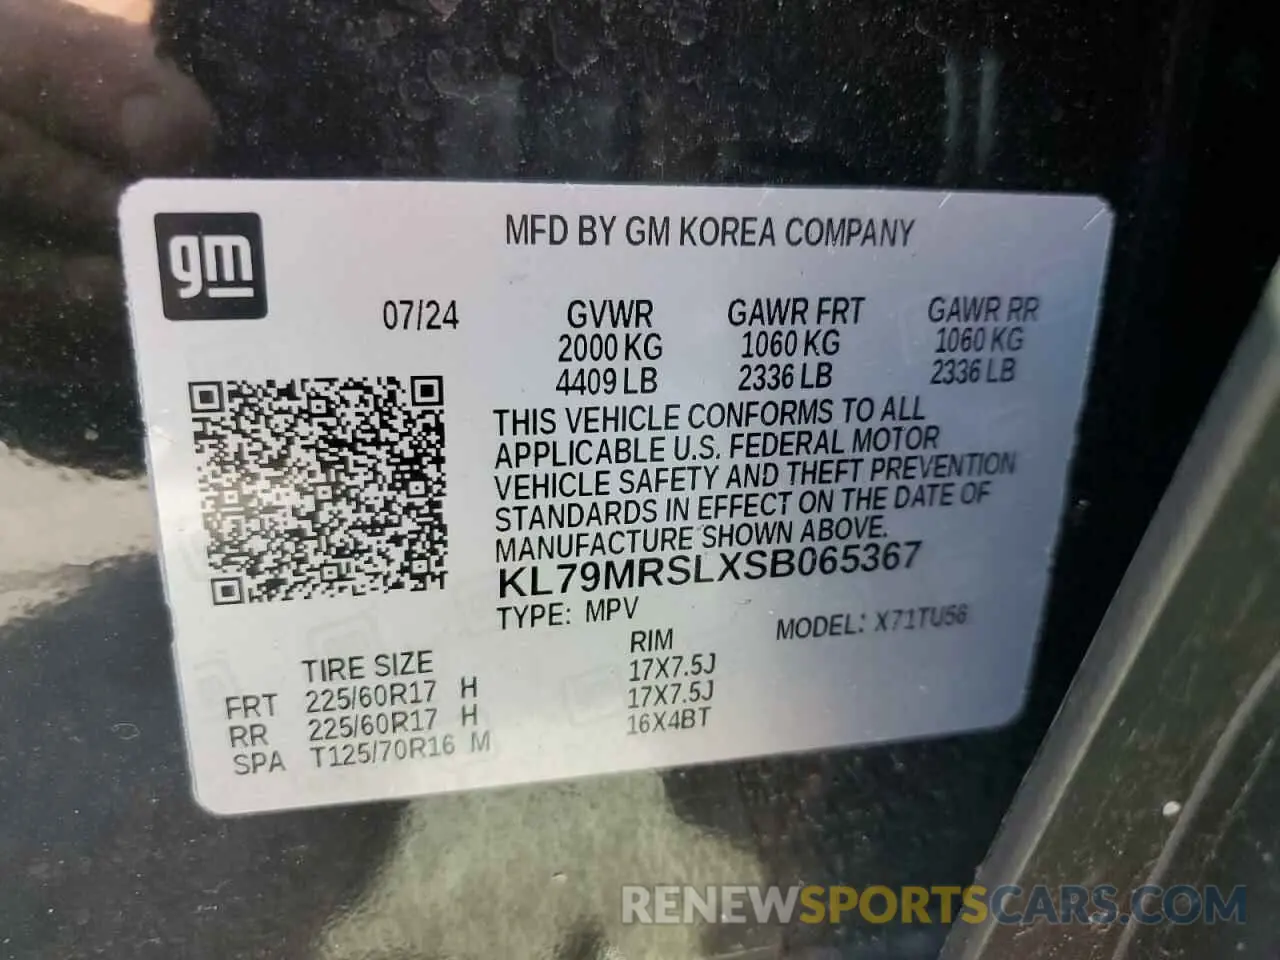 gm
MFD BY GM KOREA COMPANY
07/24 GVWR GAWR FRT GAWR RR
2000 KG 1060 KG 1060 KG
4409 LB 2336 LB 2336 LB
THIS VEHICLE CONFORMS TO ALL
APPLICABLE U.S. FEDERAL MOTOR
VEHICLE SAFETY AND THEFT PREVENTION
STANDARDS IN EFFECT ON THE DATE OF
MANUFACTURE SHOWN ABOVE.
KL79MRSLXSB065367
TYPE: MPV MODEL: X71TU56
TIRE SIZE RIM
FRT 225/60R17 H 17X7.5J
RR 225/60R17 H 17X7.5J
SPA T125/70R16 M 16X4BT
RENEWSPORTSCARS.COM